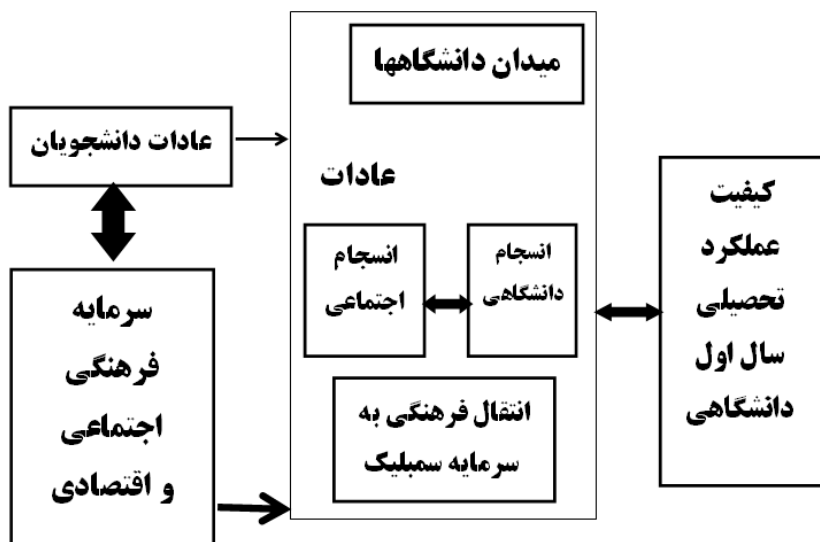 میدان دانشگاهها
عادات دانشجویان
عادات
کیفیت
عملکرد
تحصیلی
سال اول
دانشگاهی
انسجام
دانشگاهی
انسجام
اجتماعی
سرمایه
فرهنگی
اجتماعی
و اقتصادی
انتقال فرهنگی به
سرمایه سمبلیک